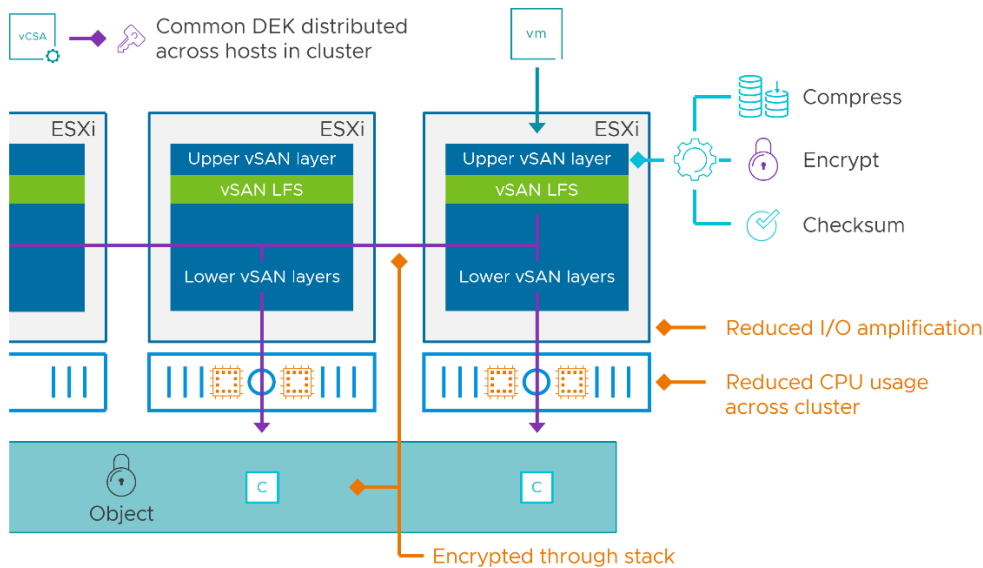 vCSA
Common DEK distributed
across hosts in cluster
vm
ESXi
ESXi
ESXi
Upper vSAN layer
Upper vSAN layer
vSAN LFS
vSAN LFS
Lower vSAN layers
Lower vSAN layers
Compress
Encrypt
Checksum
Reduced I/O amplification
Reduced CPU usage
across cluster
C
C
Object
Encrypted through stack